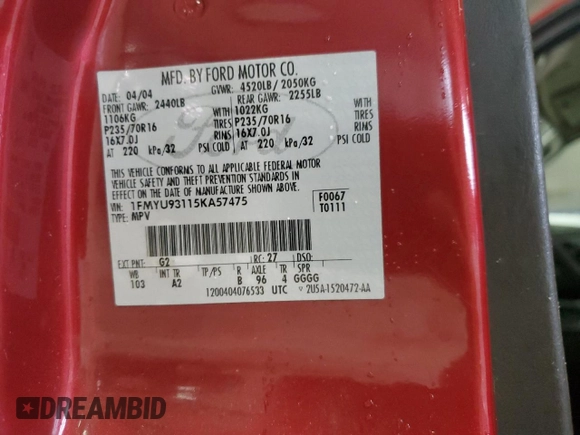 MFD. BY FORD MOTOR CO.
DATE: 04/04 GVWR: 4520LB / 2050KG
FRONT GAWR: 2440LB REAR GAWR: 2255LB
1106KG WITH 1022KG WITH
P235/70R16 TIRES P235/70R16 TIRES
16X7.0J RIMS 16X7.0J RIMS
AT 220 kPa/32 PSI COLD AT 220 kPa/32 PSI COLD
THIS VEHICLE CONFORMS TO ALL APPLICABLE FEDERAL MOTOR
VEHICLE SAFETY AND THEFT PREVENTION STANDARDS IN
EFFECT ON THE DATE OF MANUFACTURE SHOWN ABOVE.
VIN: 1FMYU93115KA57475
TYPE: MPV
F0067
T0111
EXT PNT: G2 RC: 27 DSO:
WB INT TR TP/PS R AXLE TR SPR
103 A2 B 96 4 GGGG
1200404076533 UTC ▽ 2U5A-1520472-AA
Ford
DREAMBID